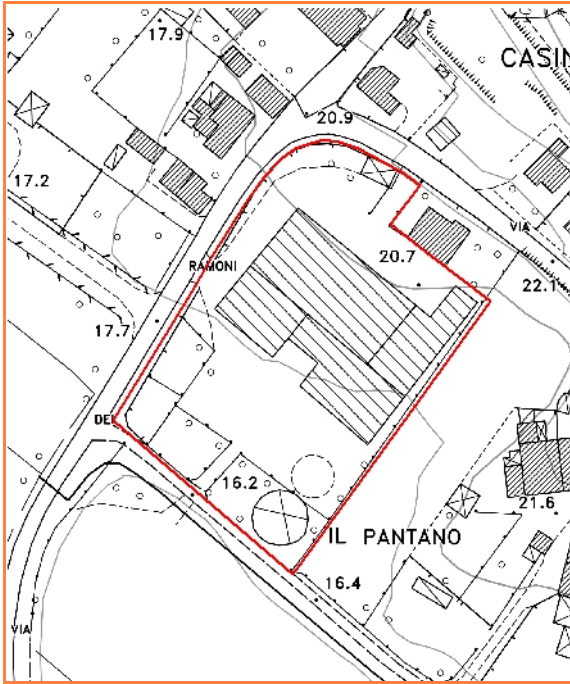 17.9
CASIN
20.9
17.2
VIA
20.7
RAMONI
22.1
17.7
DEI
16.2
21.6
IL PANTANO
16.4
VIA